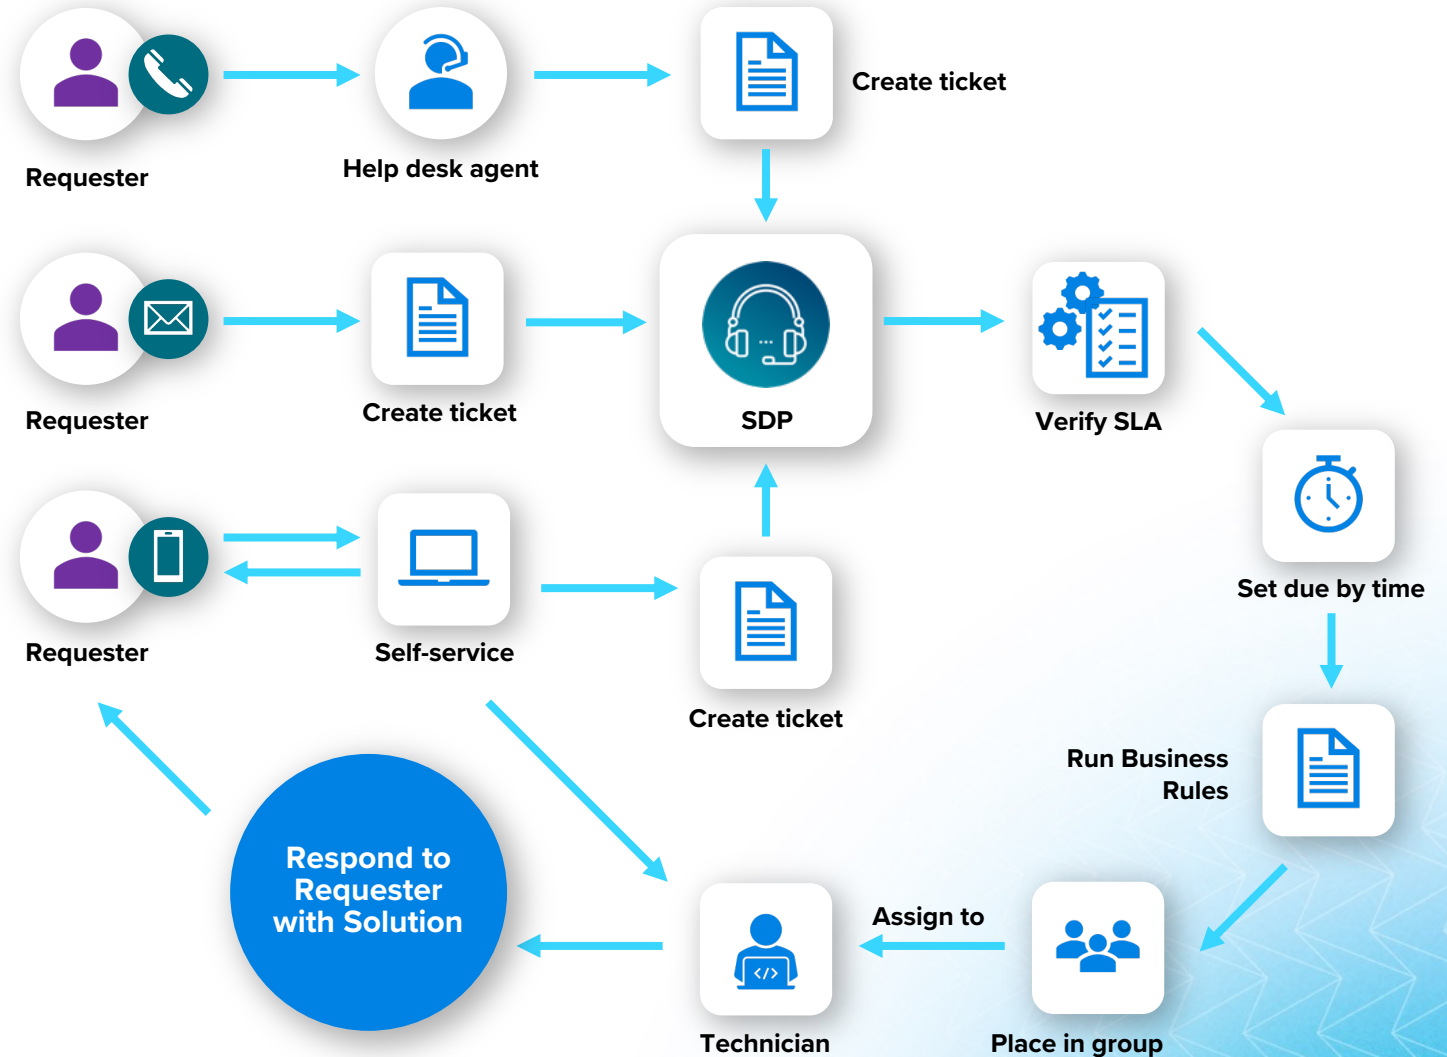 Create ticket
Requester
Help desk agent
Requester
Create ticket
SDP
Verify SLA
Requester
Self-service
Create ticket
Set due by time
Run Business
Rules
Respond to
Requester
with Solution
Assign to
</>
Technician
Place in group